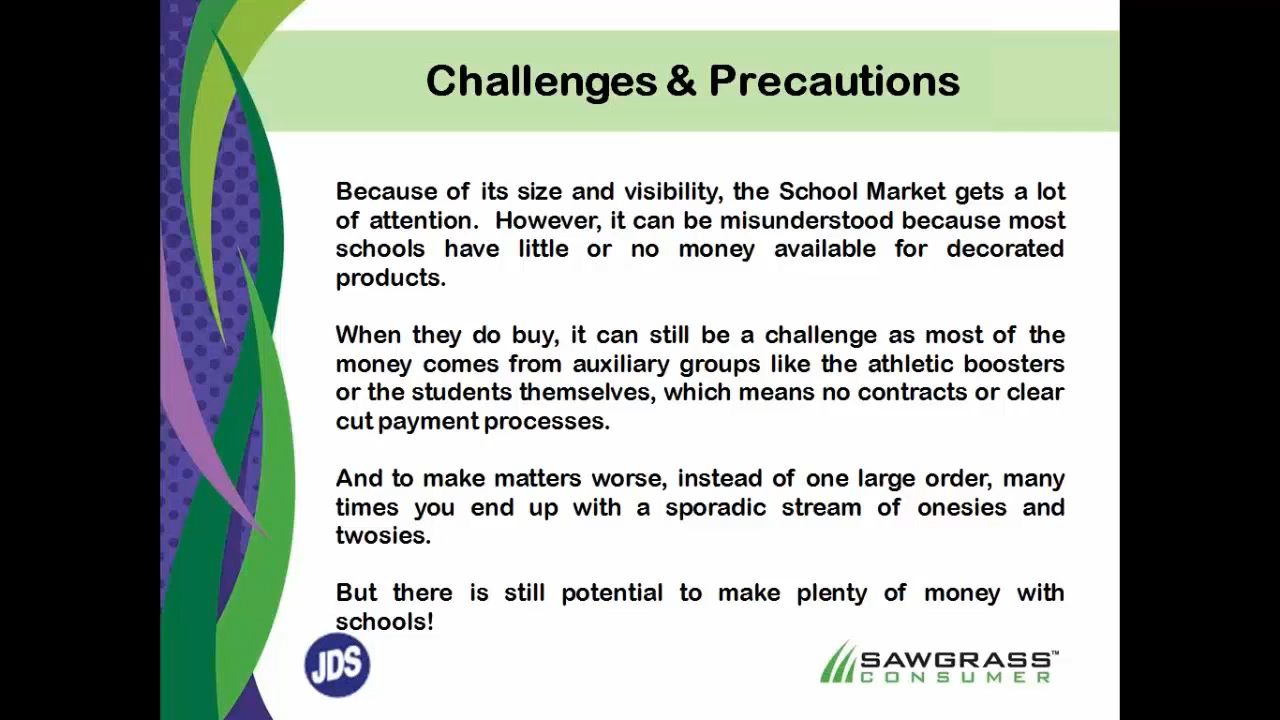 Challenges & Precautions
Because of its size and visibility, the School Market gets a lot
of attention.  However, it can be misunderstood because most
schools have little or no money available for decorated
products.
When they do buy, it can still be a challenge as most of the
money comes from auxiliary groups like the athletic boosters
or the students themselves, which means no contracts or clear
cut payment processes.
And to make matters worse, instead of one large order, many
times you end up with a sporadic stream of onesies and
twosies.
But there is still potential to make plenty of money with
schools!
JDS
SAWGRASS™
CONSUMER